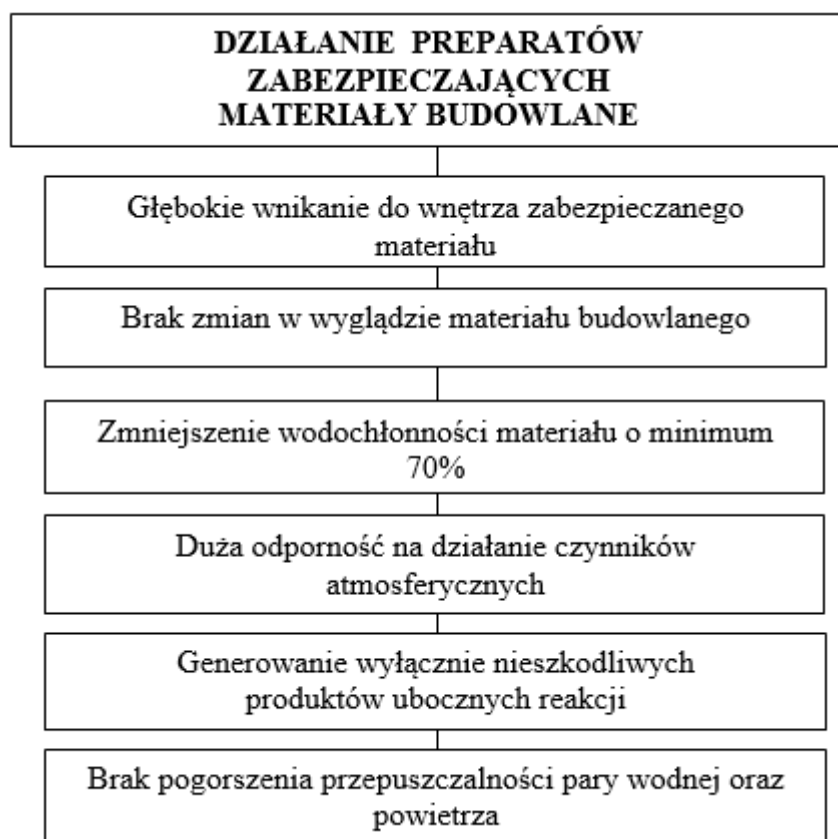 DZIAŁANIE PREPARATÓW
ZABEZPIECZAJĄCYCH
MATERIAŁY BUDOWLANE
Głębokie wnikanie do wnętrza zabezpieczanego
materiału
Brak zmian w wyglądzie materiału budowlanego
Zmniejszenie wodochłonności materiału o minimum
70%
Duża odporność na działanie czynników
atmosferycznych
Generowanie wyłącznie nieszkodliwych
produktów ubocznych reakcji
Brak pogorszenia przepuszczalności pary wodnej oraz
powietrza